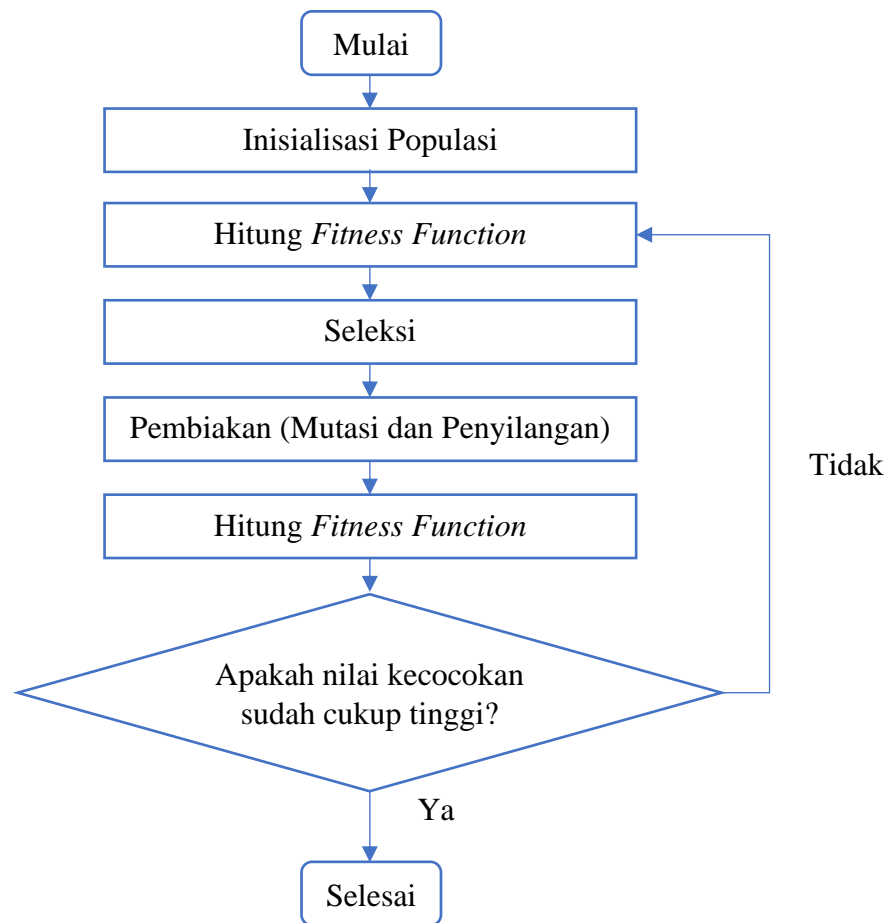 Mulai
Inisialisasi Populasi
Hitung Fitness Function
Seleksi
Pembiakan (Mutasi dan Penyilangan)
Tidak
Hitung Fitness Function
Apakah nilai kecocokan
sudah cukup tinggi?
Ya
Selesai